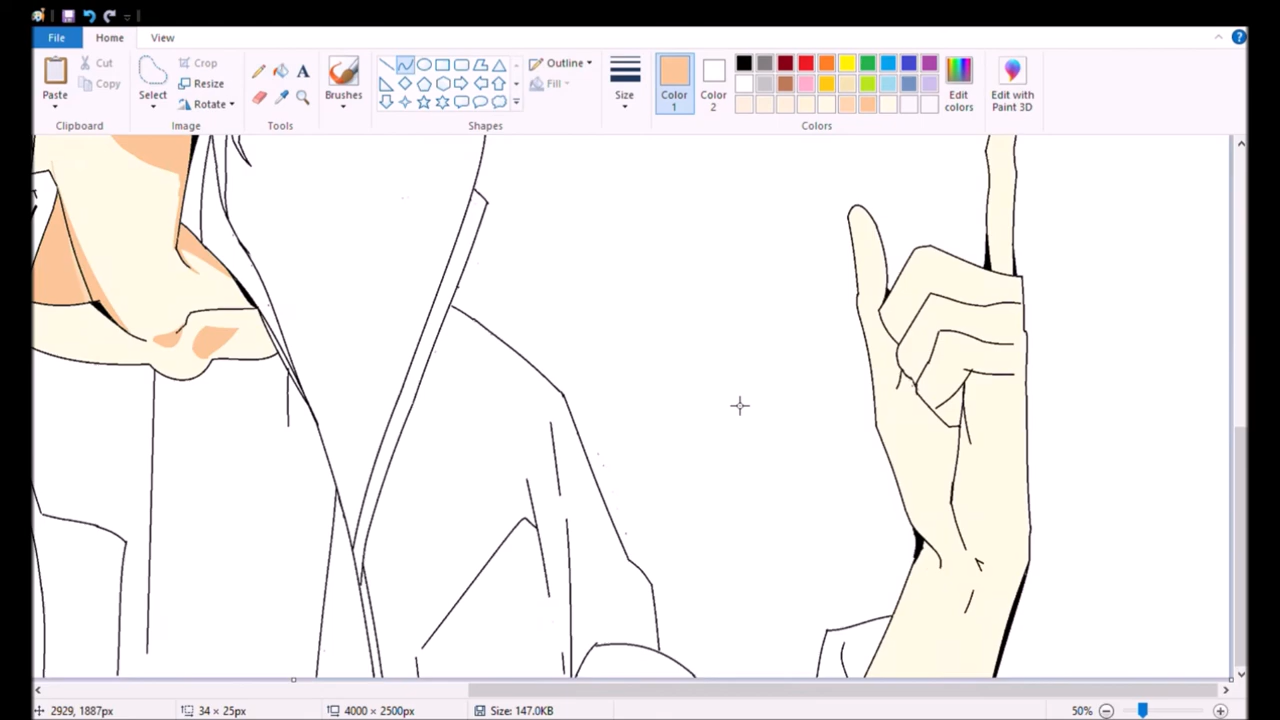 File Home View
Cut
Copy
Paste
Clipboard
Select
Crop
Resize
Rotate
Image
A
Tools
Brushes
Outline
Fill
Shapes
Size
Color
1
Color
2
Edit
colors
Edit with
Paint 3D
Colors
2929, 1887px 34 × 25px 4000 × 2500px Size: 147.0KB 50%